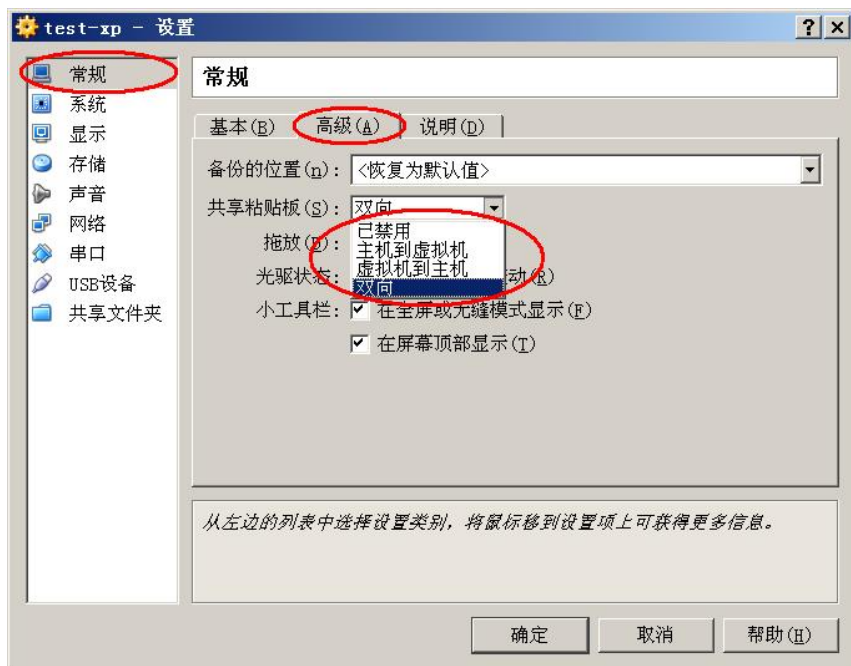 test-xp - 设置
常规
系统
显示
存储
声音
网络
串口
USB设备
共享文件夹
常规
基本(B)
高级(A)
说明(D)
备份的位置(n): <恢复为默认值>
共享粘贴板(S): 双向
已禁用
主机到虚拟机
虚拟机到主机
双向
拖放(D):
光驱状态: 动(R)
小工具栏: 在全屏或无缝模式显示(F)
在屏幕顶部显示(T)
从左边的列表中选择设置类别，将鼠标移到设置项上可获得更多信息。
确定
取消
帮助(H)